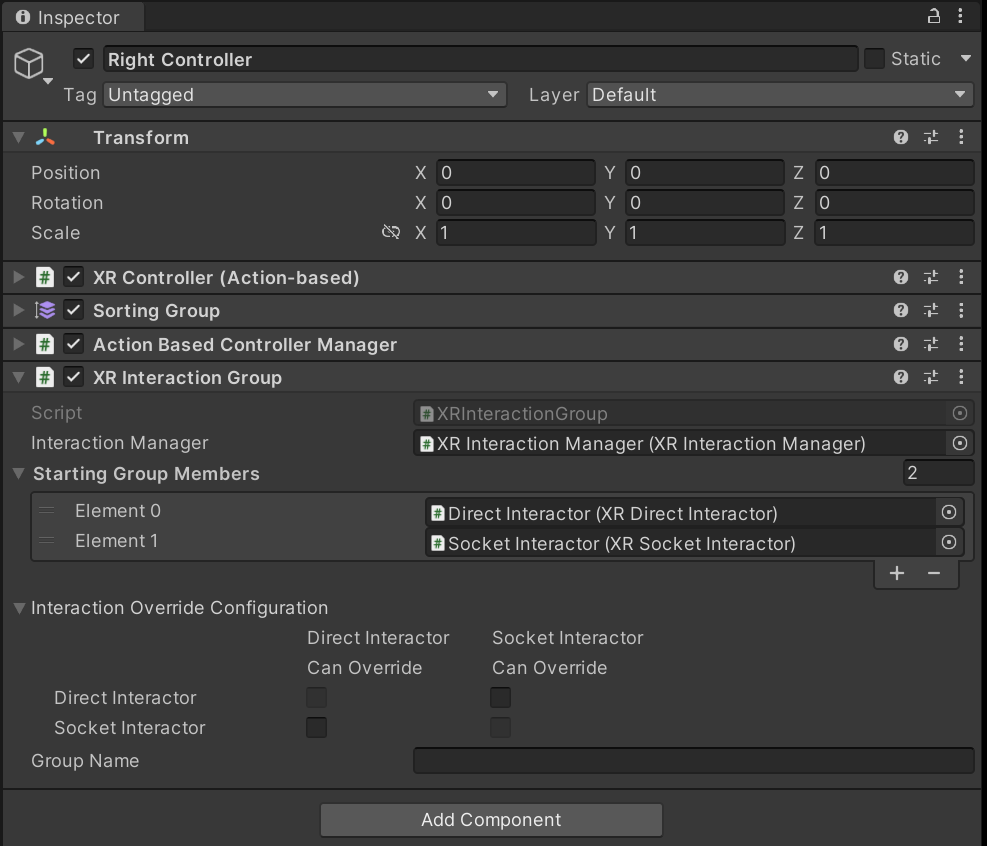 Inspector
Right Controller Static
Tag Untagged Layer Default
Transform
Position X 0 Y 0 Z 0
Rotation X 0 Y 0 Z 0
Scale X 1 Y 1 Z 1
# XR Controller (Action-based)
Sorting Group
# Action Based Controller Manager
# XR Interaction Group
Script # XRInteractionGroup
Interaction Manager # XR Interaction Manager (XR Interaction Manager)
Starting Group Members 2
Element 0 # Direct Interactor (XR Direct Interactor)
Element 1 # Socket Interactor (XR Socket Interactor)
+ −
Interaction Override Configuration
Direct Interactor Socket Interactor
Can Override Can Override
Direct Interactor
Socket Interactor
Group Name
Add Component